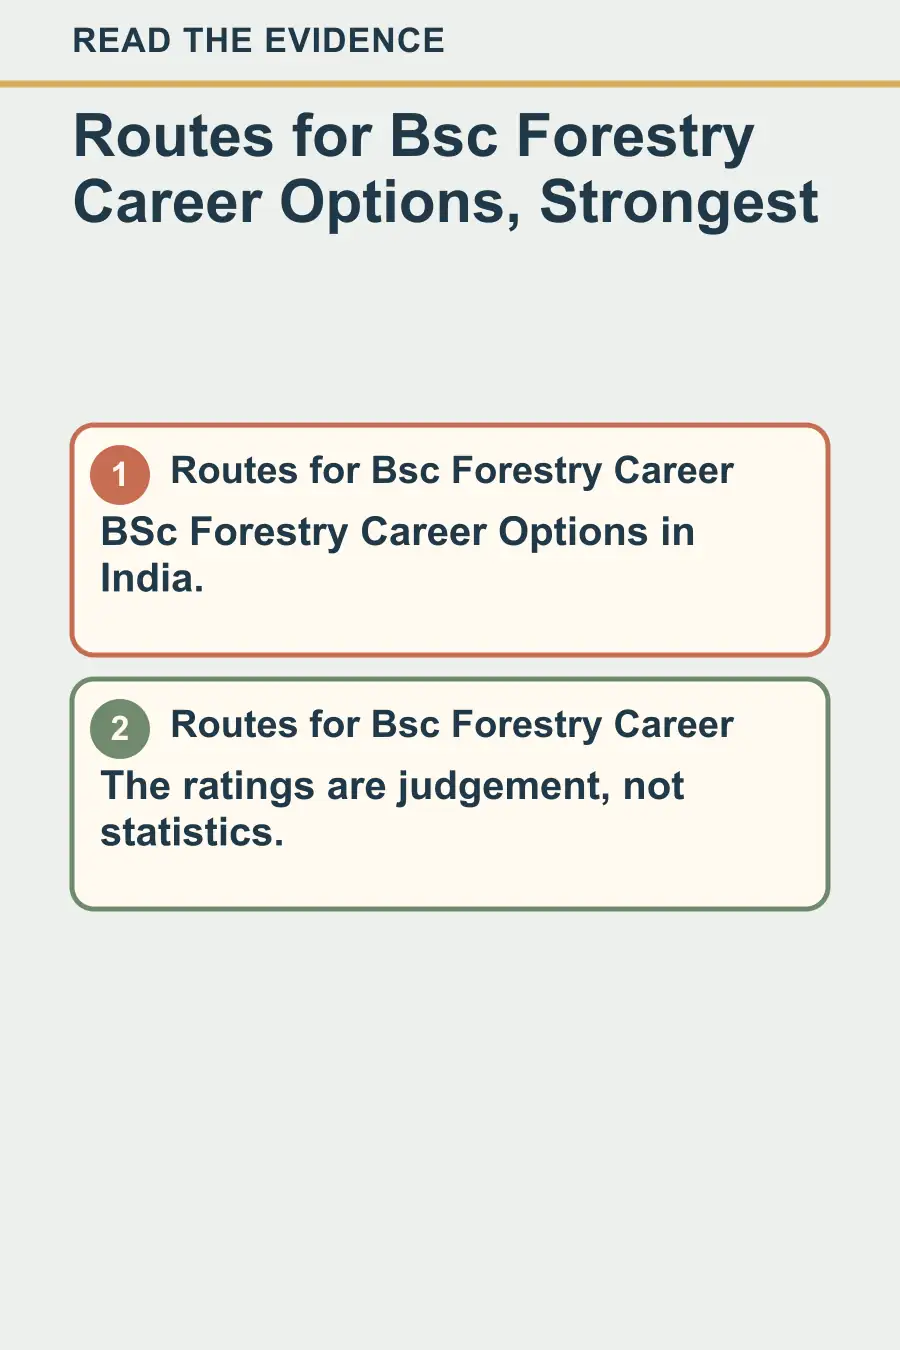 READ THE EVIDENCE
Routes for Bsc Forestry
Career Options, Strongest
1
Routes for Bsc Forestry Career
BSc Forestry Career Options in
India.
2
Routes for Bsc Forestry Career
The ratings are judgement, not
statistics.